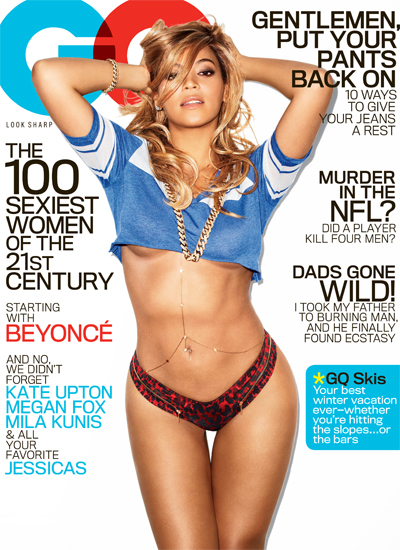 GQ
LOOK SHARP
GENTLEMEN,
PUT YOUR
PANTS
BACK ON
10 WAYS
TO GIVE
YOUR JEANS
A REST
THE
100
SEXIEST
WOMEN
OF THE
21ST
CENTURY
STARTING
WITH
BEYONCÉ
AND NO,
WE DIDN'T
FORGET
KATE UPTON
MEGAN FOX
MILA KUNIS
& ALL
YOUR
FAVORITE
JESSICAS
MURDER
IN THE
NFL?
DID A PLAYER
KILL FOUR MEN?
DADS GONE
WILD!
I TOOK MY FATHER
TO BURNING MAN,
AND HE FINALLY
FOUND ECSTASY
*GQ Skis
Your best
winter vacation
ever—whether
you're hitting
the slopes...or
the bars